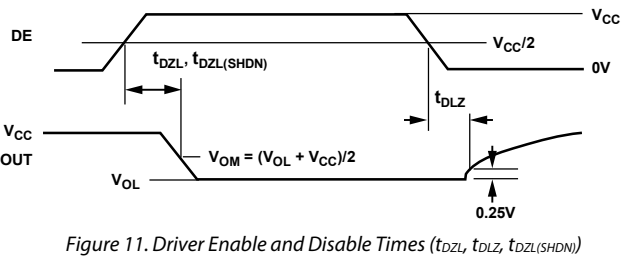 DE
V_CC
V_CC/2
0V
t_DZL, t_DZL(SHDN)
t_DLZ
V_CC
OUT
V_OM = (V_OL + V_CC)/2
V_OL
0.25V
Figure 11. Driver Enable and Disable Times (t_DZL, t_DLZ, t_DZL(SHDN))